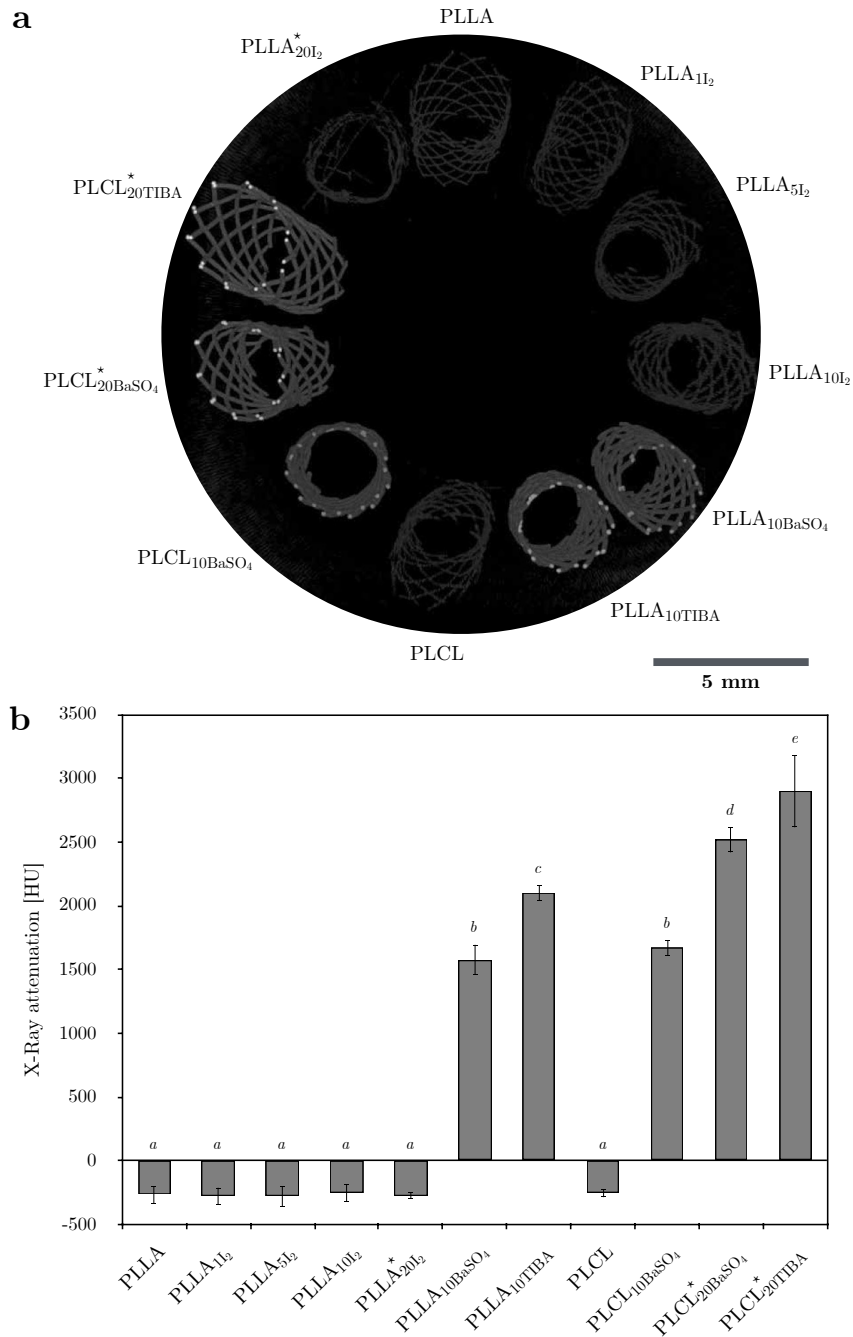 a
PLLA
PLLA*20I2
PLLA1I2
PLCL*20TIBA
PLLA5I2
PLCL*20BaSO4
PLLA10I2
PLLA10BaSO4
PLCL10BaSO4
PLLA10TIBA
PLCL
5 mm
b
X-Ray attenuation [HU]
3500
3000
2500
2000
1500
1000
500
0
-500
a
a
a
a
a
b
c
a
b
d
e
PLLA
PLLA1I2
PLLA5I2
PLLA10I2
PLLA*20I2
PLLA10BaSO4
PLLA10TIBA
PLCL
PLCL10BaSO4
PLCL*20BaSO4
PLCL*20TIBA